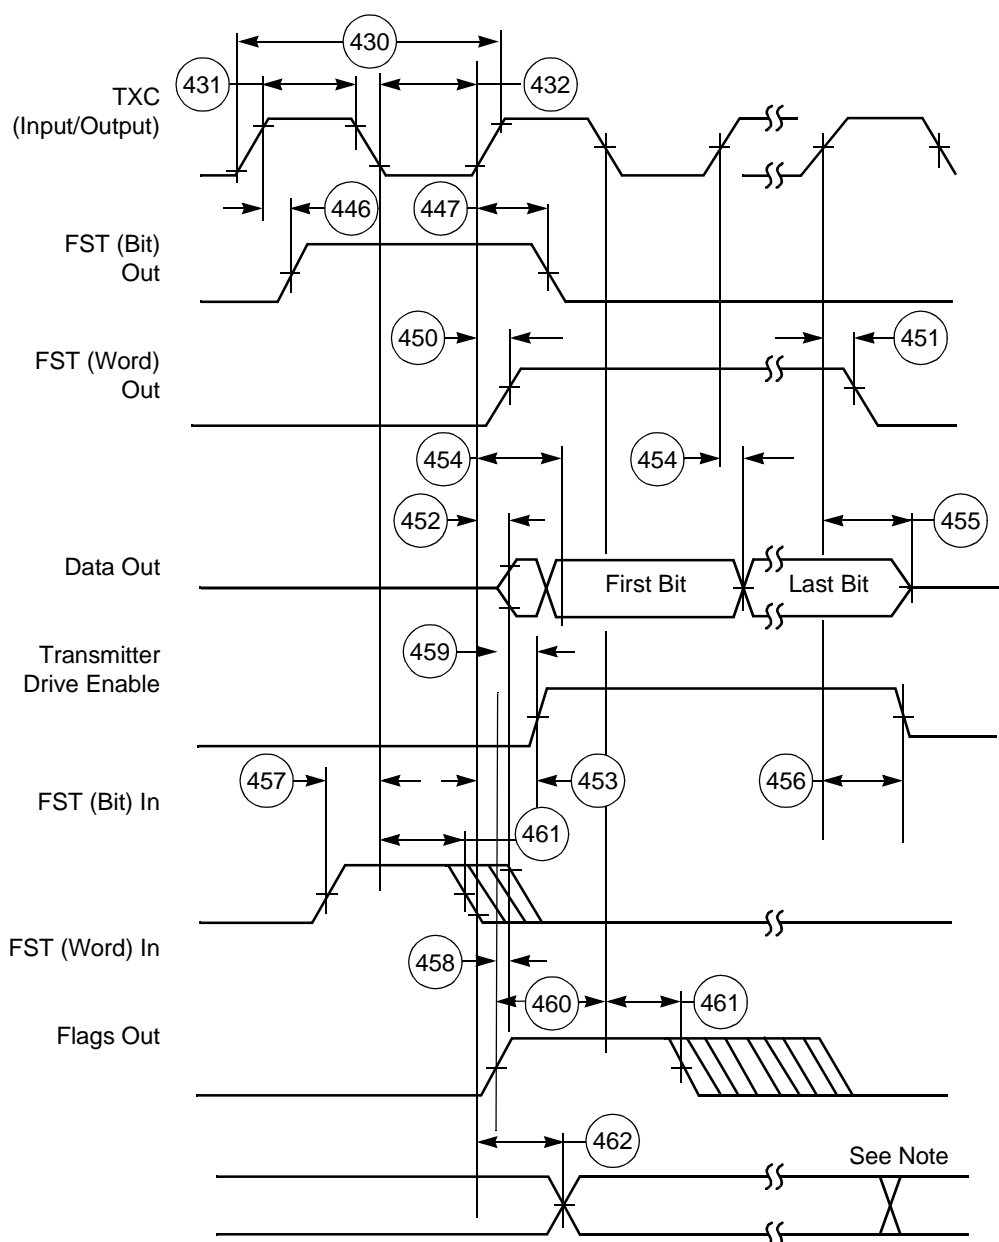 430
431
432
TXC
(Input/Output)
446
447
FST (Bit)
Out
450
451
FST (Word)
Out
454
454
452
455
Data Out
First Bit
Last Bit
459
Transmitter
Drive Enable
457
453
456
FST (Bit) In
461
FST (Word) In
458
460
461
Flags Out
462
See Note